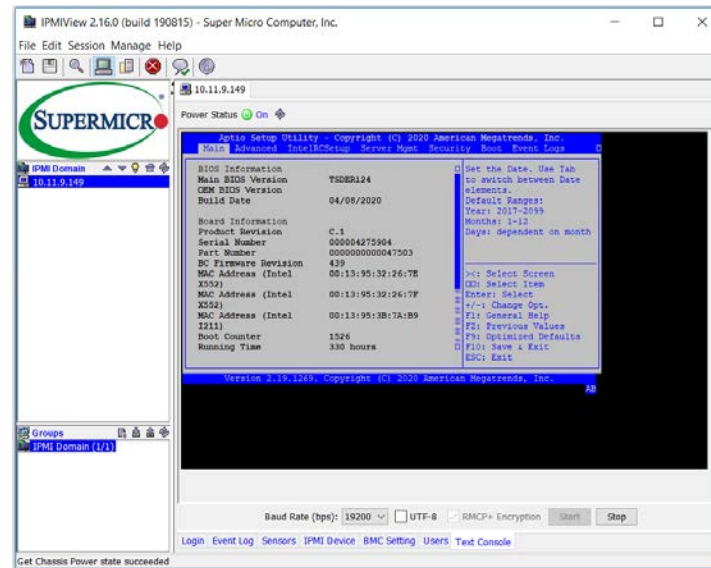 IPMIView 2.16.0 (build 190815) - Super Micro Computer, Inc.
File Edit Session Manage Help
SUPERMICR
IPMI Domain
10.11.9.149
10.11.9.149
Power Status On
Aptio Setup Utility - Copyright (C) 2020 American Megatrends, Inc.
Main Advanced IntelRCSetup Server Mgmt Security Boot Event Logs
BIOS Information
Main BIOS Version TSDER124
OEM BIOS Version
Build Date 04/08/2020
Board Information
Product Revision C.1
Serial Number 000004275904
Part Number 0000000000047503
BC Firmware Revision 439
MAC Address (Intel 00:13:95:32:26:7E
X552)
MAC Address (Intel 00:13:95:32:26:7F
X552)
MAC Address (Intel 00:13:95:3B:7A:B9
I211)
Boot Counter 1526
Running Time 330 hours
Set the Date. Use Tab
to switch between Date
elements.
Default Ranges:
Year: 2017-2099
Months: 1-12
Days: dependent on month
><: Select Screen
Select Item
Enter: Select
+/-: Change Opt.
F1: General Help
F2: Previous Values
F9: Optimized Defaults
F10: Save & Exit
ESC: Exit
Version 2.19.1269. Copyright (C) 2020 American Megatrends, Inc.
AB
Groups
IPMI Domain (1/1)
Baud Rate (bps): 19200 UTF-8 RMCP+ Encryption Start Stop
Login Event Log Sensors IPMI Device BMC Setting Users Text Console
Get Chassis Power state succeeded